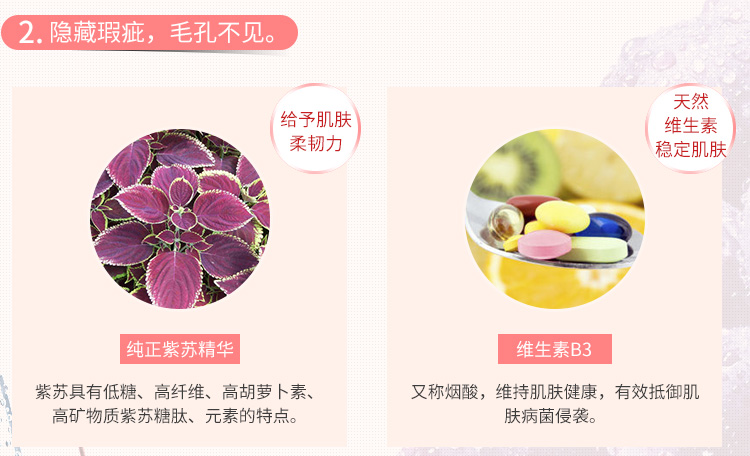 2. 隐藏瑕疵，毛孔不见。
给予肌肤
柔韧力
纯正紫苏精华
紫苏具有低糖、高纤维、高胡萝卜素、
高矿物质紫苏糖肽、元素的特点。
天然
维生素
稳定肌肤
维生素B3
又称烟酸，维持肌肤健康，有效抵御肌
肤病菌侵袭。